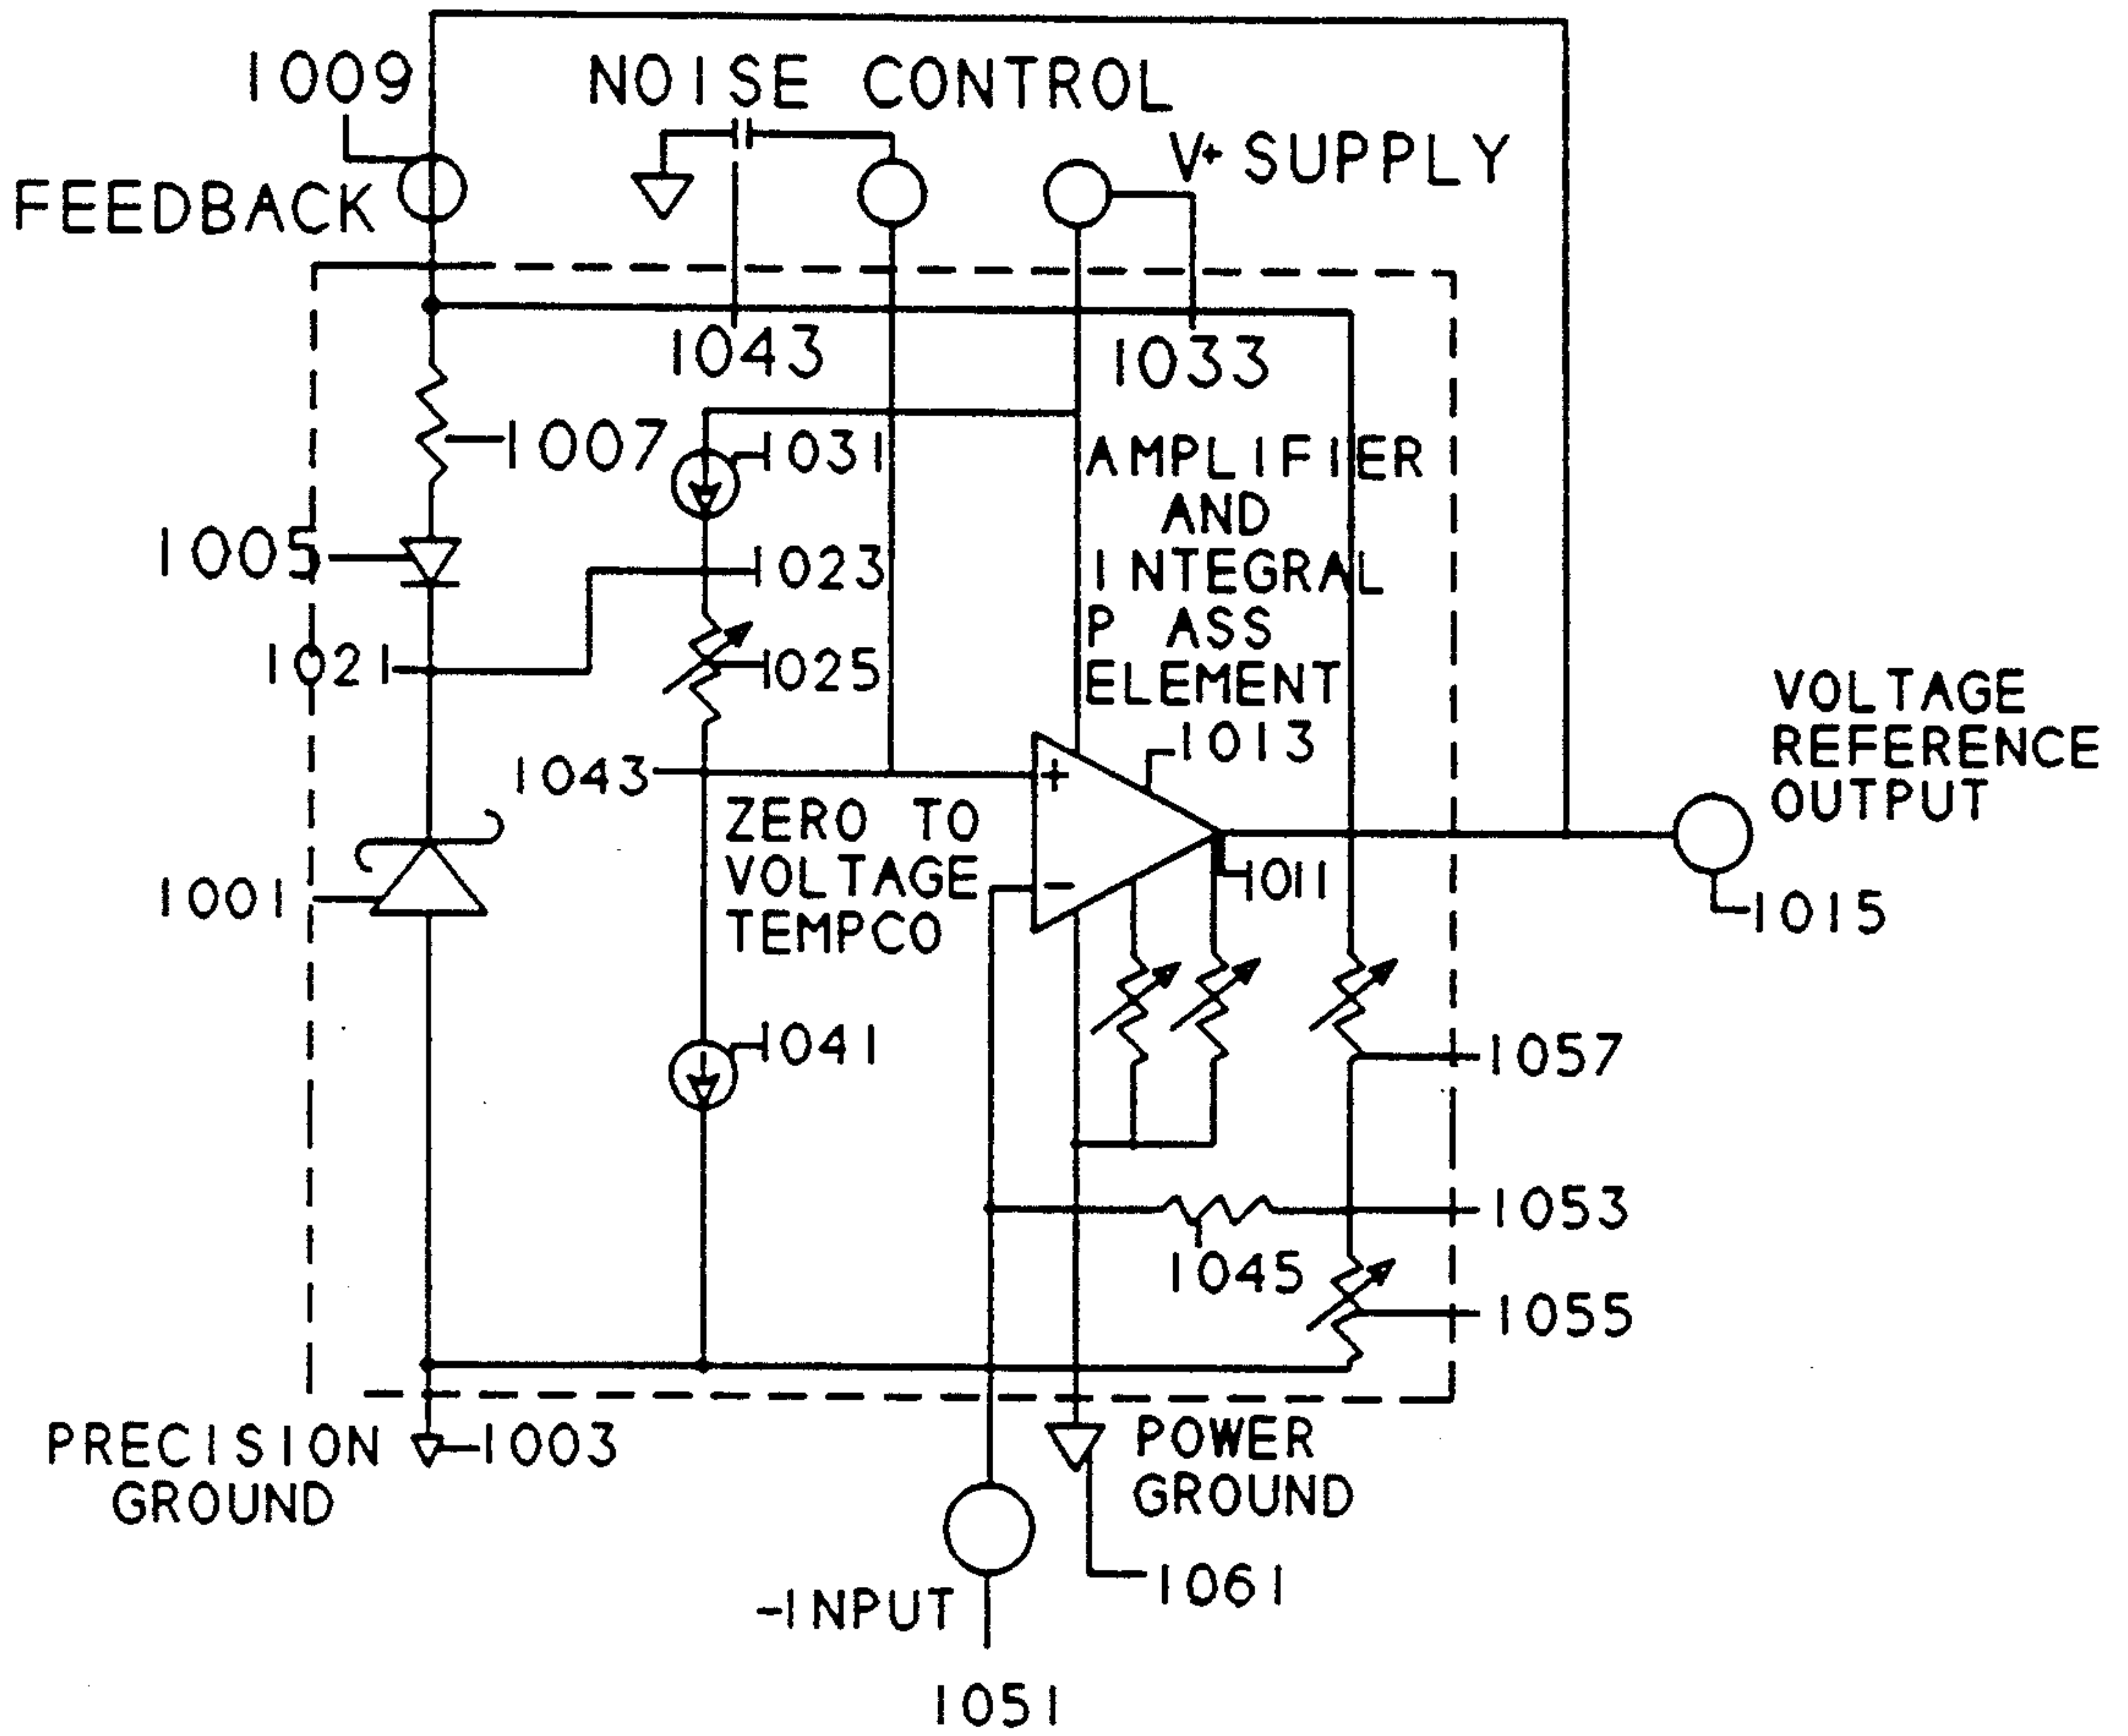 1009
NOISE CONTROL
V+ SUPPLY
FEEDBACK
1043
1033
1007
1031
AMPLIFIER
AND
INTEGRAL
P ASS
ELEMENT
1005
1023
1021
1025
1013
1043
ZERO TO
VOLTAGE
TEMPCO
+
-
1011
VOLTAGE
REFERENCE
OUTPUT
1001
1015
1041
1057
1053
1045
1055
PRECISION
GROUND
1003
POWER
GROUND
1061
-INPUT
1051